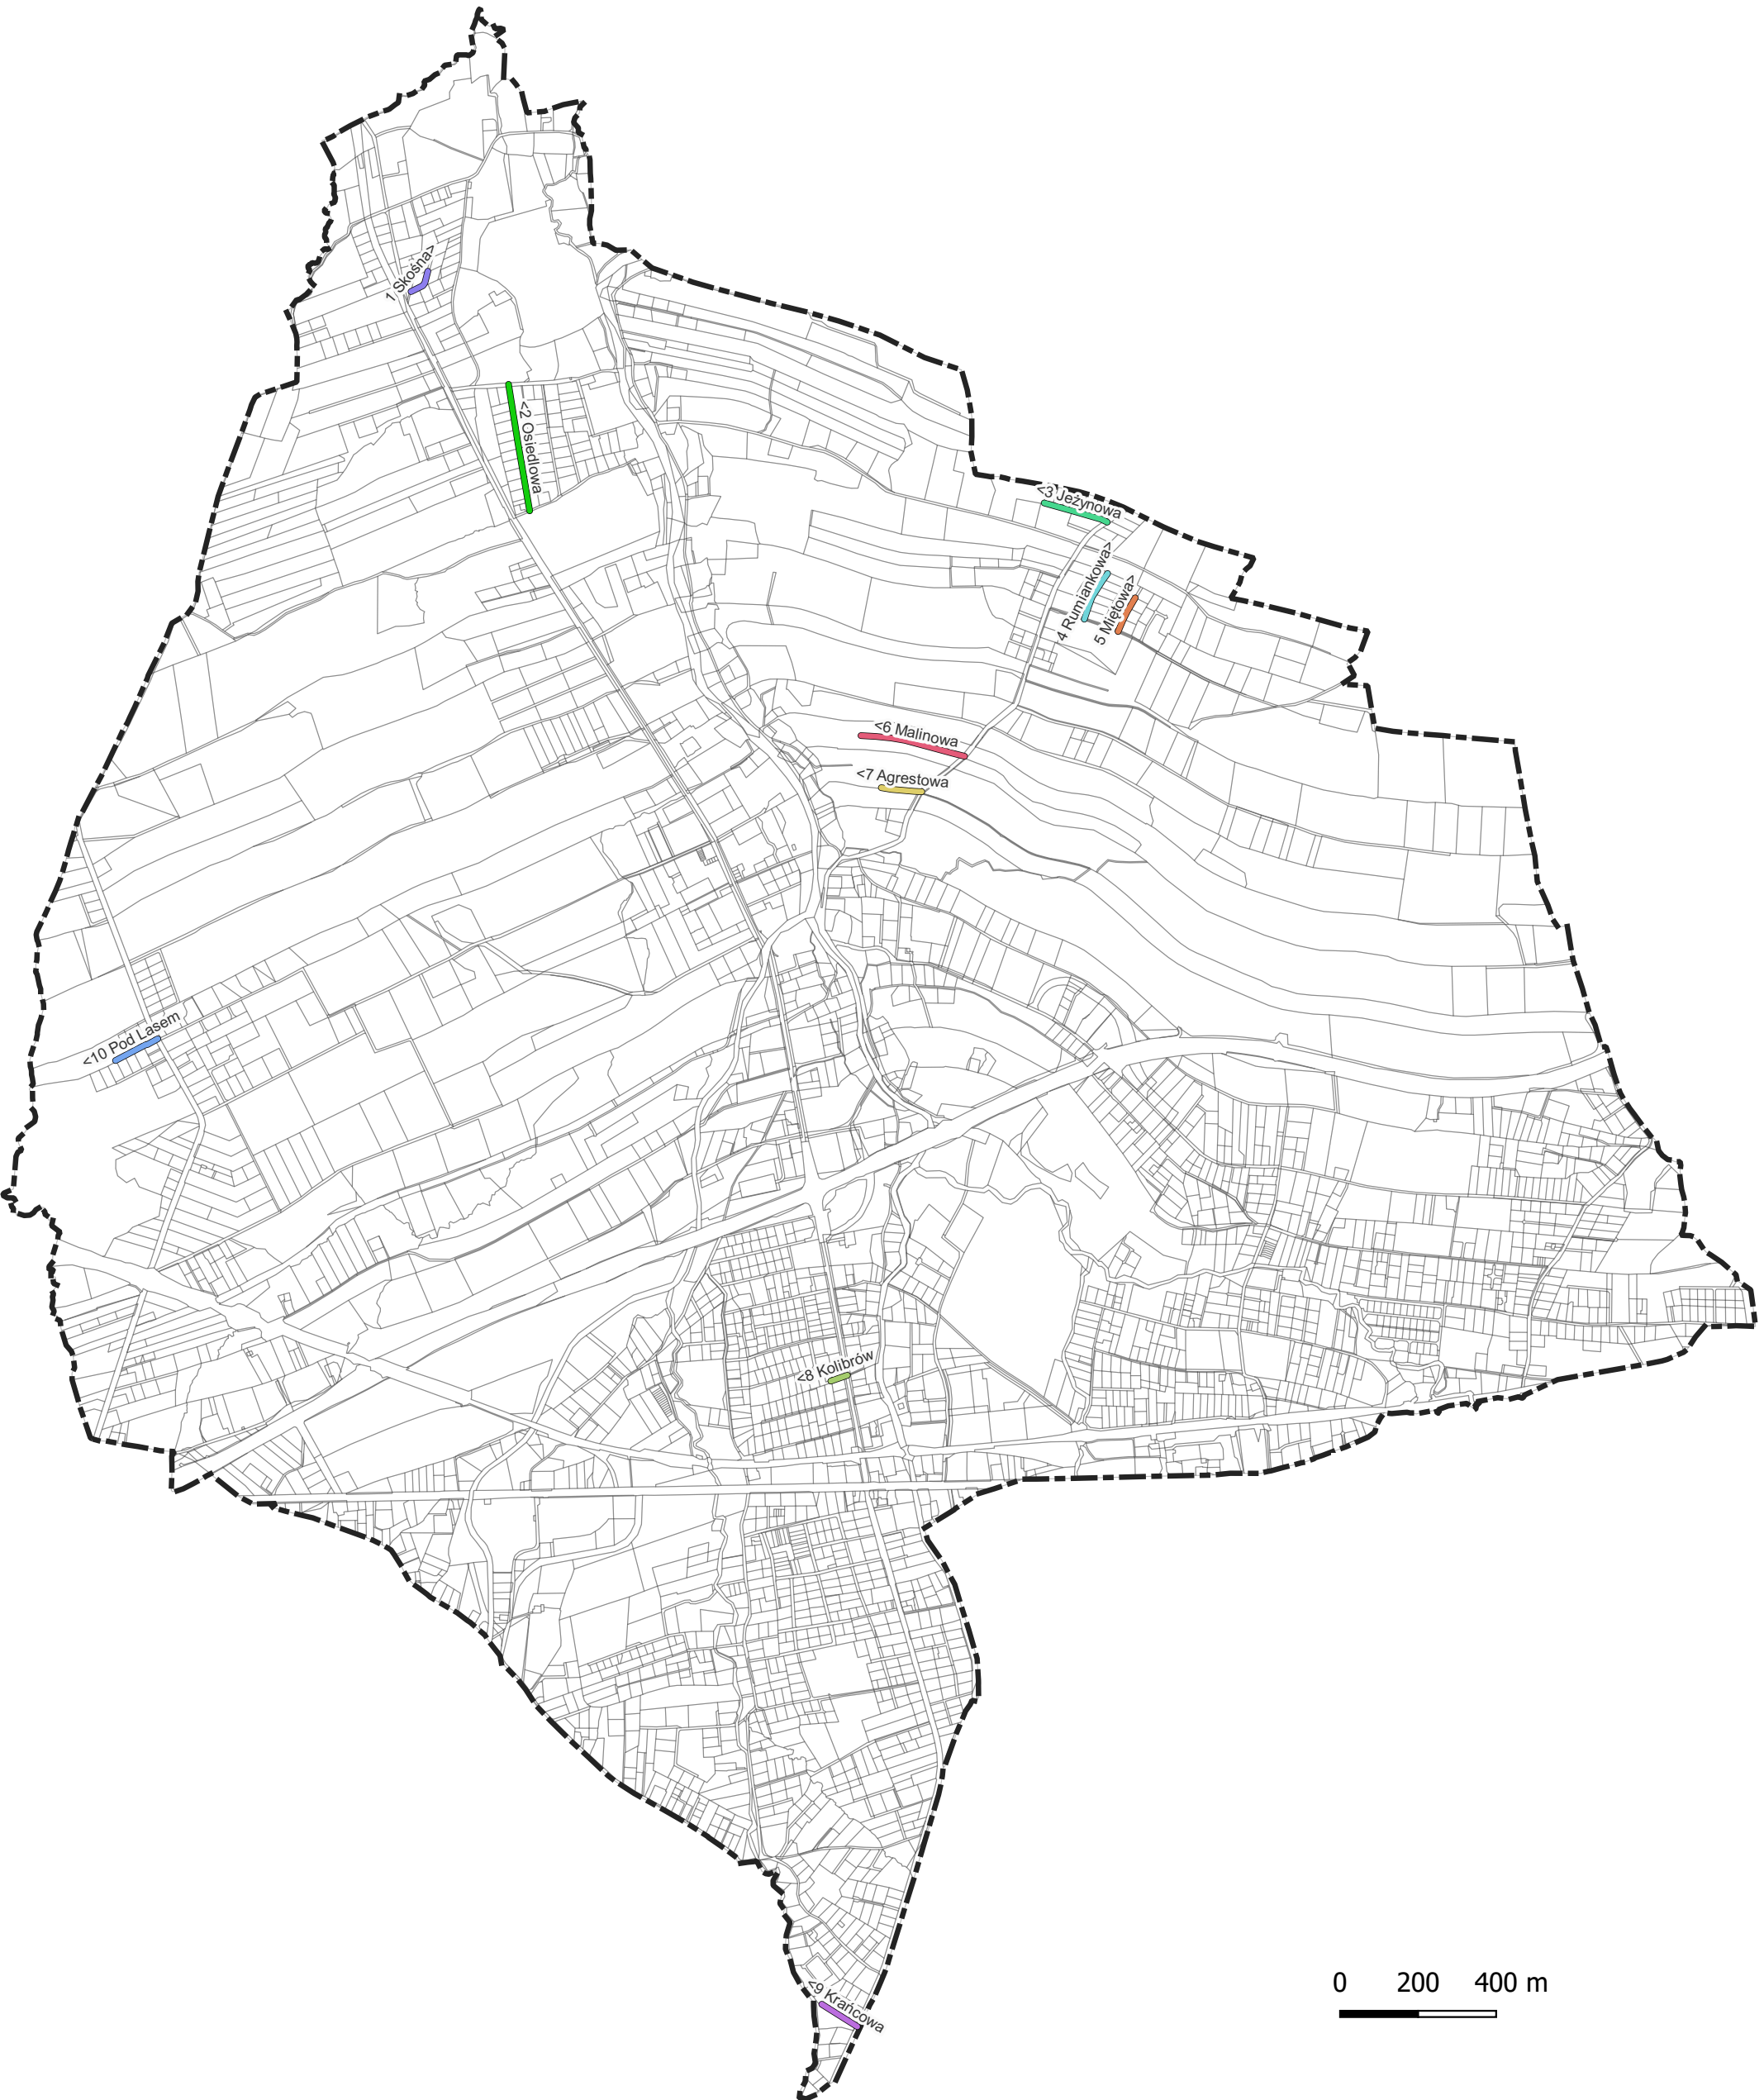 1 Skośna>
<2 Osiedlowa
<3 Jeżynowa
4 Rumiankowa>
5 Miętowa>
<6 Malinowa
<7 Agrestowa
<10 Pod Lasem
<8 Kolibrów
<9 Krańcowa
0 200 400 m